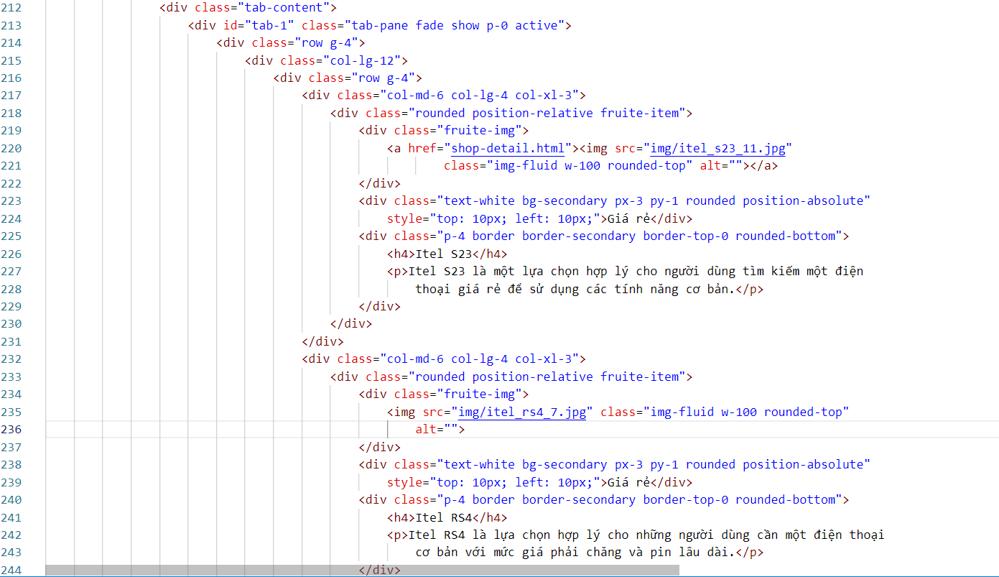 212 <div class="tab-content">
213 <div id="tab-1" class="tab-pane fade show p-0 active">
214 <div class="row g-4">
215 <div class="col-lg-12">
216 <div class="row g-4">
217 <div class="col-md-6 col-lg-4 col-xl-3">
218 <div class="rounded position-relative fruite-item">
219 <div class="fruite-img">
220 <a href="shop-detail.html"><img src="img/itel_s23_11.jpg"
221 class="img-fluid w-100 rounded-top" alt=""></a>
222 </div>
223 <div class="text-white bg-secondary px-3 py-1 rounded position-absolute"
224 style="top: 10px; left: 10px;">Giá rẻ</div>
225 <div class="p-4 border border-secondary border-top-0 rounded-bottom">
226 <h4>Itel S23</h4>
227 <p>Itel S23 là một lựa chọn hợp lý cho người dùng tìm kiếm một điện
228 thoại giá rẻ để sử dụng các tính năng cơ bản.</p>
229 </div>
230 </div>
231 </div>
232 <div class="col-md-6 col-lg-4 col-xl-3">
233 <div class="rounded position-relative fruite-item">
234 <div class="fruite-img">
235 <img src="img/itel_rs4_7.jpg" class="img-fluid w-100 rounded-top"
236 alt="">
237 </div>
238 <div class="text-white bg-secondary px-3 py-1 rounded position-absolute"
239 style="top: 10px; left: 10px;">Giá rẻ</div>
240 <div class="p-4 border border-secondary border-top-0 rounded-bottom">
241 <h4>Itel RS4</h4>
242 <p>Itel RS4 là lựa chọn hợp lý cho những người dùng cần một điện thoại
243 cơ bản với mức giá phải chăng và pin lâu dài.</p>
244 </div>